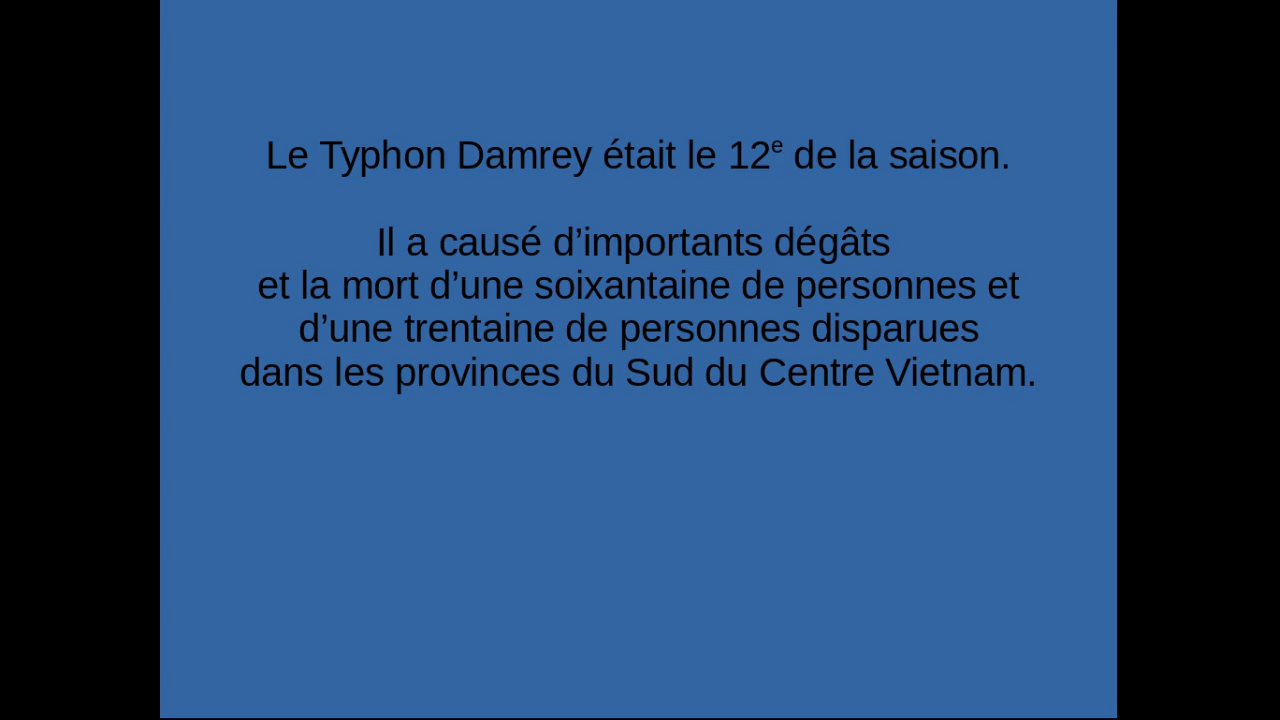 Le Typhon Damrey était le 12e de la saison.
Il a causé d’importants dégâts
et la mort d’une soixantaine de personnes et
d’une trentaine de personnes disparues
dans les provinces du Sud du Centre Vietnam.